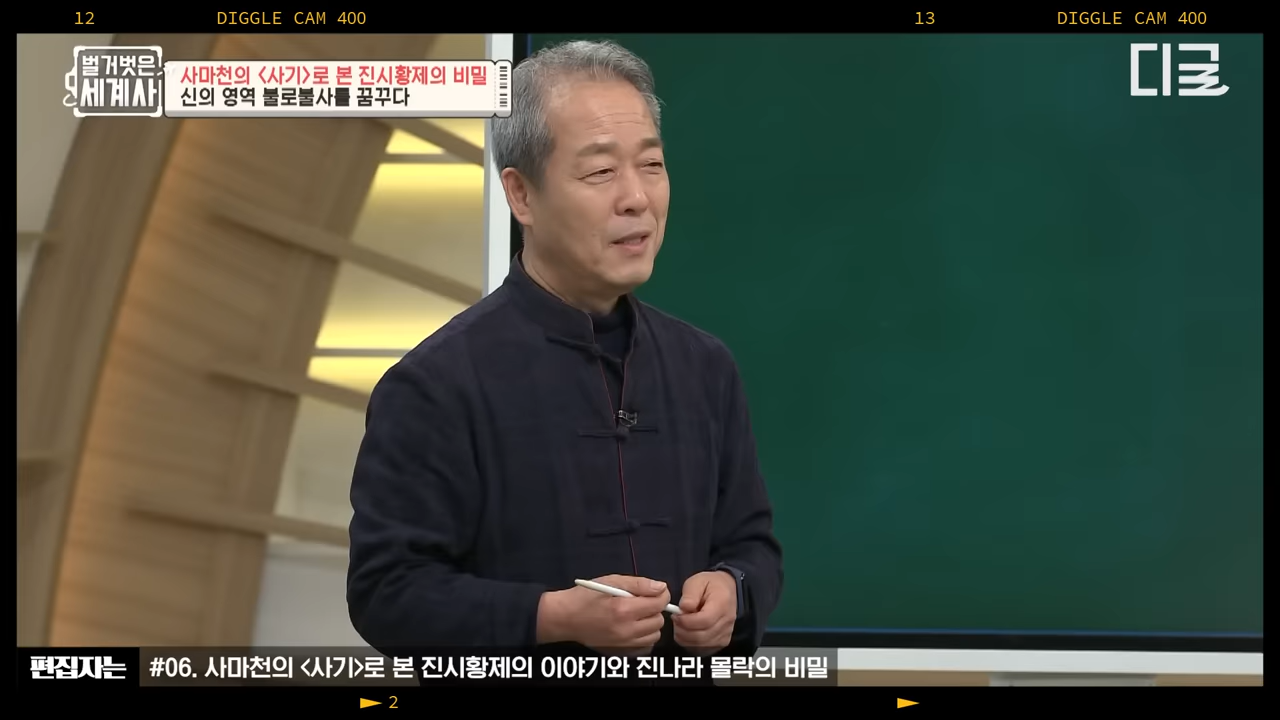 12 DIGGLE CAM 400 13 DIGGLE CAM 400
벌거벗은
세계사
사마천의 <사기>로 본 진시황제의 비밀
신의 영역 불로불사를 꿈꾸다
디글
편집자는 #06. 사마천의 <사기>로 본 진시황제의 이야기와 진나라 몰락의 비밀
2